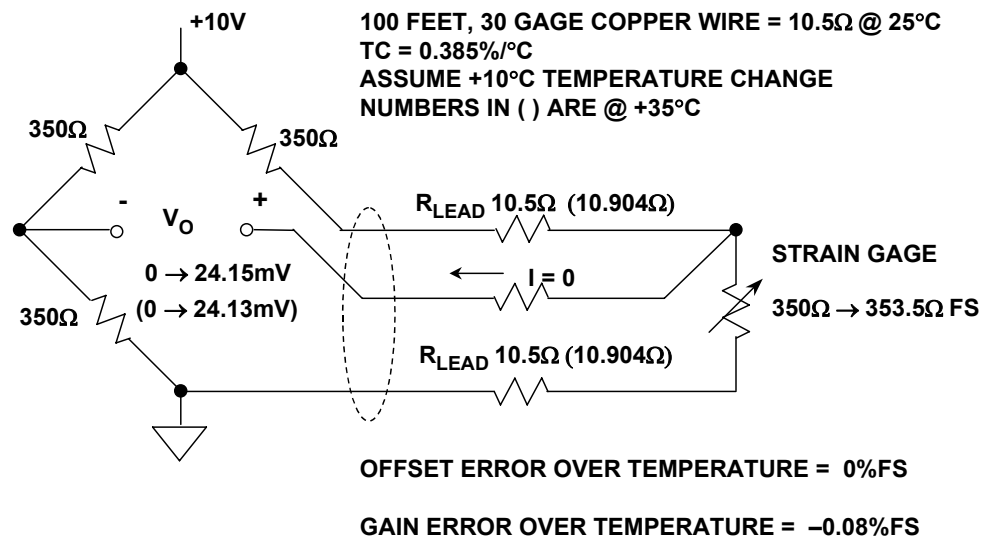 +10V
100 FEET, 30 GAGE COPPER WIRE = 10.5Ω @ 25°C
TC = 0.385%/°C
ASSUME +10°C TEMPERATURE CHANGE
NUMBERS IN ( ) ARE @ +35°C
350Ω
350Ω
- VO +
RLEAD 10.5Ω (10.904Ω)
STRAIN GAGE
0 → 24.15mV
(0 → 24.13mV)
I = 0
350Ω → 353.5Ω FS
350Ω
RLEAD 10.5Ω (10.904Ω)
OFFSET ERROR OVER TEMPERATURE = 0%FS
GAIN ERROR OVER TEMPERATURE = –0.08%FS